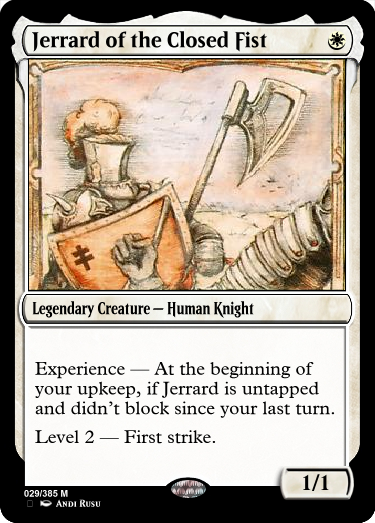 Jerrard of the Closed Fist
Legendary Creature — Human Knight
Experience — At the beginning of
your upkeep, if Jerrard is untapped
and didn't block since your last turn.
Level 2 — First strike.
1/1
029/385 M
Andi Rusu